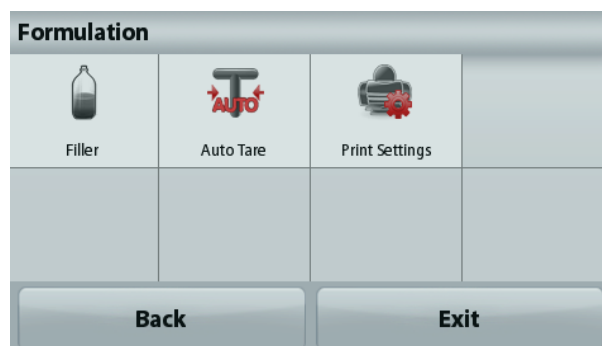 Formulation
AUTO
Filler
Auto Tare
Print Settings
Back
Exit